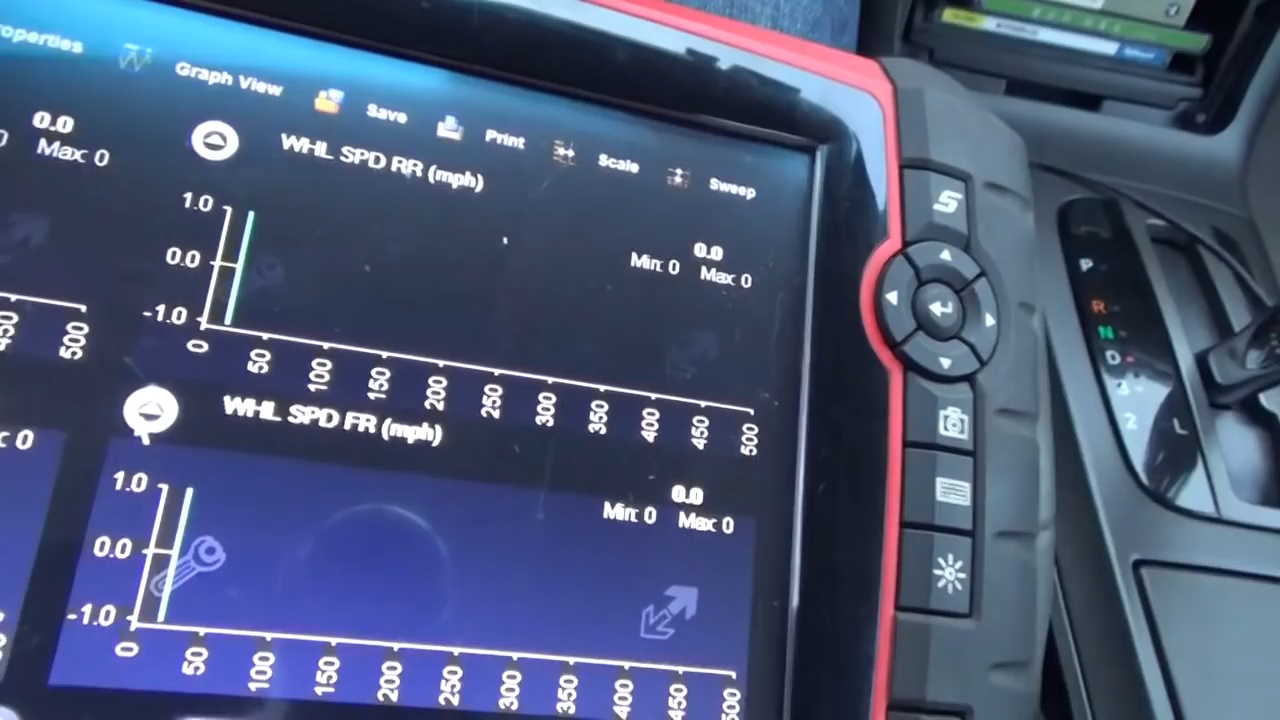 Graph View Save Print Scale Sweep
0.0
Max: 0
WHL SPD RR (mph)
0.0
Min: 0 Max: 0
1.0
0.0
-1.0
0 50 100 150 200 250 300 350 400 450 500
500
WHL SPD FR (mph)
0.0
Min: 0 Max: 0
1.0
0.0
-1.0
0 50 100 150 200 250 300 350 400 450 500
S
P
R
N
D
3
2
L